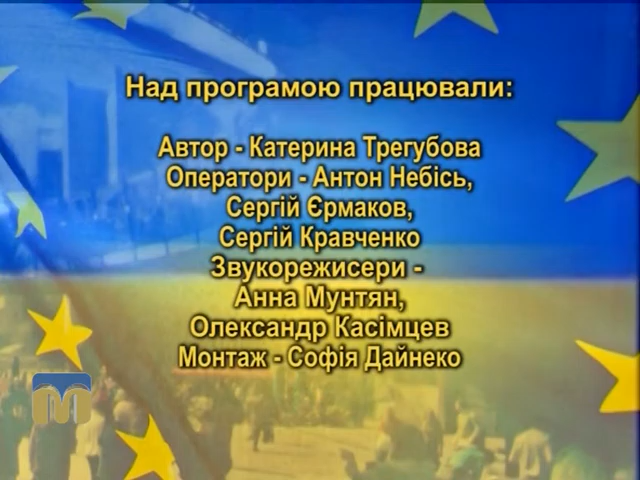 Над програмою працювали:
Автор - Катерина Трегубова
Оператори - Антон Небісь,
Сергій Єрмаков,
Сергій Кравченко
Звукорежисери -
Анна Мунтян,
Олександр Касімцев
Монтаж - Софія Дайнеко
М